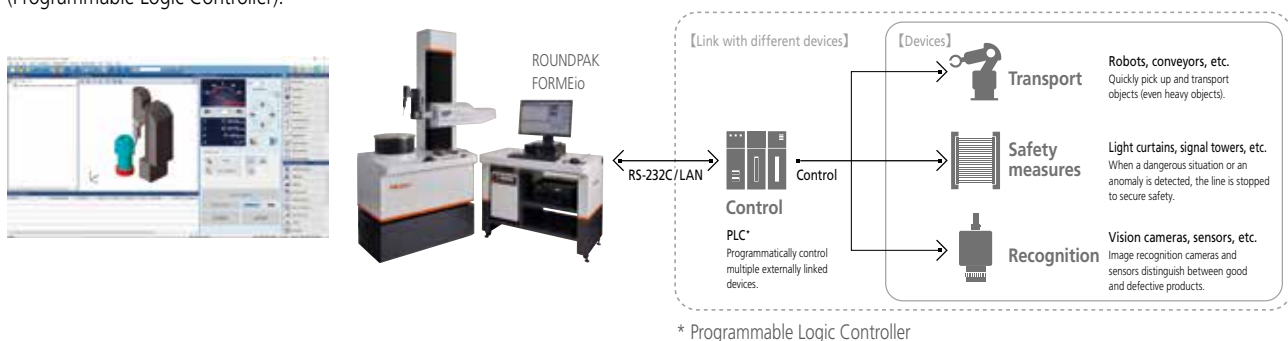 (Programmable Logic Controller).
ROUNDPAK
FORMEio
RS-232C/LAN
【Link with different devices】
Control
Control
PLC*
Programmatically control
multiple externally linked
devices.
【Devices】
Transport
Robots, conveyors, etc.
Quickly pick up and transport
objects (even heavy objects).
Safety
measures
Light curtains, signal towers, etc.
When a dangerous situation or an
anomaly is detected, the line is stopped
to secure safety.
Recognition
Vision cameras, sensors, etc.
Image recognition cameras and
sensors distinguish between good
and defective products.
* Programmable Logic Controller